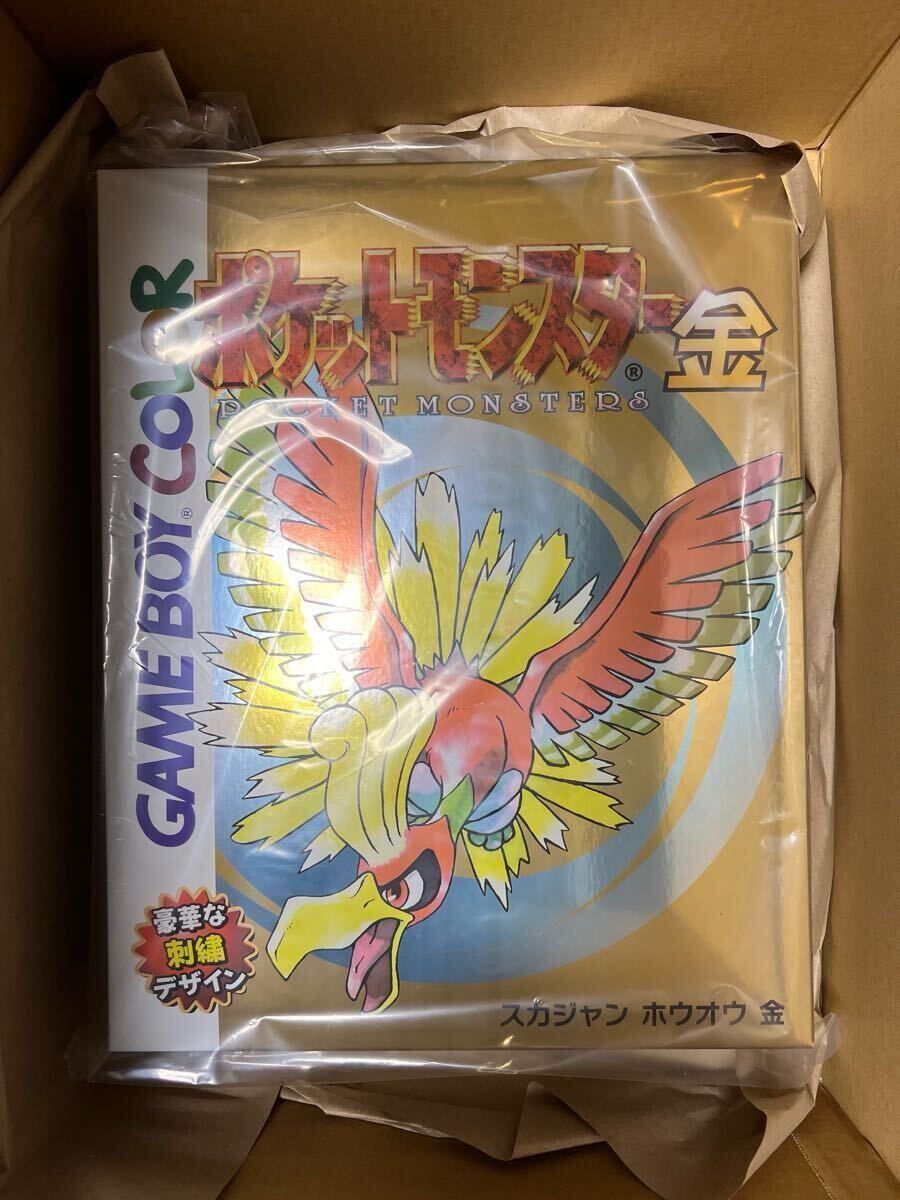 GAME BOY COLOR®
ポケットモンスター®
金
POCKET MONSTERS
豪華な
刺繍
デザイン
スカジャン ホウオウ 金